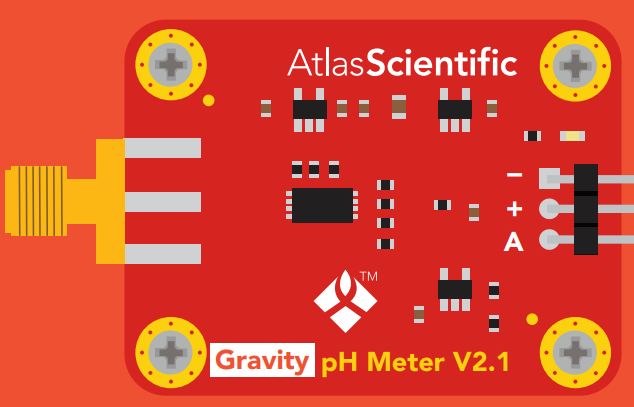 AtlasScientific
–
+
A
TM
Gravity pH Meter V2.1